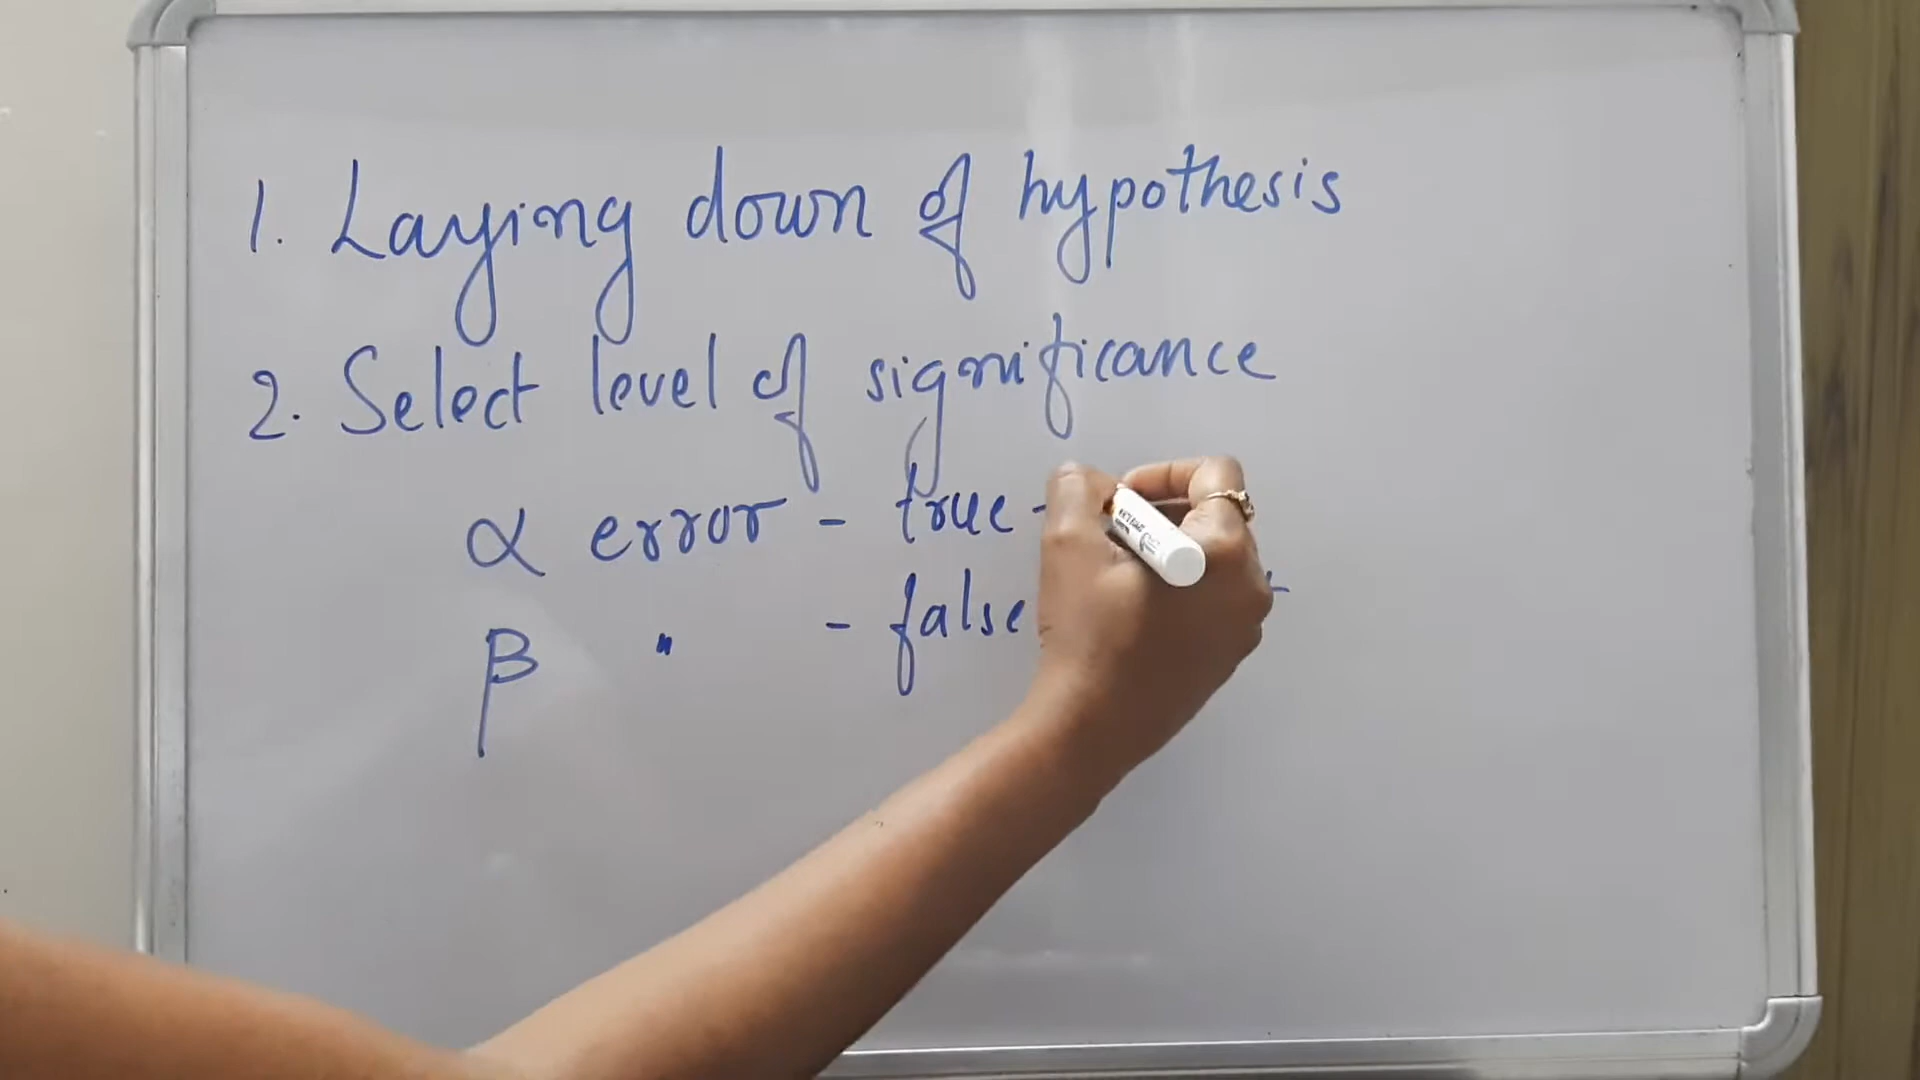 1. Laying down of hypothesis
2. Select level of significance
α error - true -
β " - false